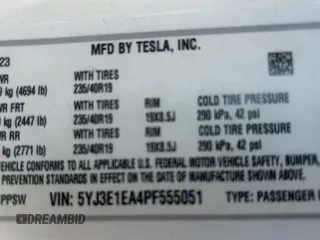 23
MFD BY TESLA, INC.
WR WITH TIRES
9 kg (4694 lb) 235/40R19
WR FRT WITH TIRES RIM COLD TIRE PRESSURE
kg (2447 lb) 235/40R19 19X8.5J 290 kPa, 42 psi
WR RR WITH TIRES RIM COLD TIRE PRESSURE
kg (2771 lb) 235/40R19 19X8.5J 290 kPa, 42 psi
EHICLE CONFORMS TO ALL APPLICABLE U.S. FEDERAL MOTOR VEHICLE SAFETY, BUMPER,
EFT PREVENTION STANDARDS IN EFFECT ON THE DATE OF MANUFACTURE SHOWN
PPSW VIN: 5YJ3E1EA4PF555051 TYPE: PASSENGER
DREAMBID